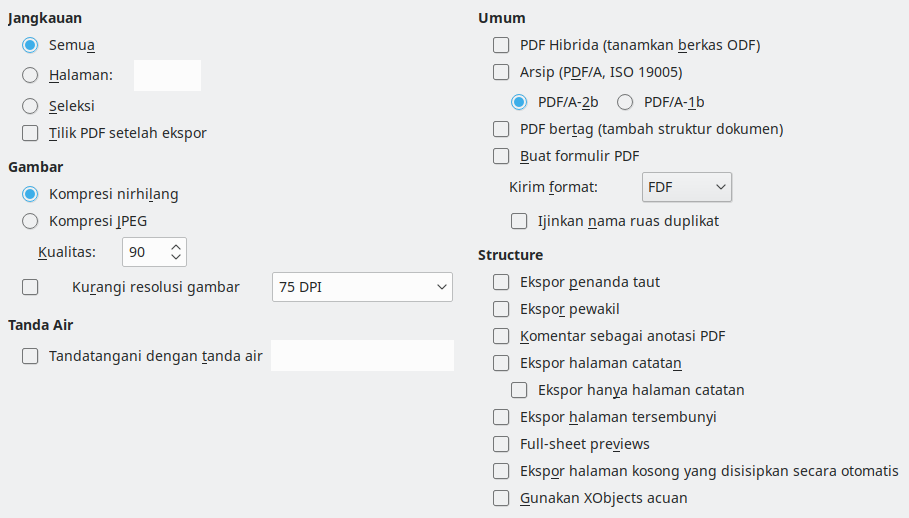 Jangkauan
Semua
Halaman:
Seleksi
Tilik PDF setelah ekspor
Gambar
Kompresi nirhilang
Kompresi JPEG
Kualitas: 90
Kurangi resolusi gambar 75 DPI
Tanda Air
Tandatangani dengan tanda air
Umum
PDF Hibrida (tanamkan berkas ODF)
Arsip (PDF/A, ISO 19005)
PDF/A-2b PDF/A-1b
PDF bertag (tambah struktur dokumen)
Buat formulir PDF
Kirim format: FDF
Ijinkan nama ruas duplikat
Structure
Ekspor penanda taut
Ekspor pewakil
Komentar sebagai anotasi PDF
Ekspor halaman catatan
Ekspor hanya halaman catatan
Ekspor halaman tersembunyi
Full-sheet previews
Ekspor halaman kosong yang disisipkan secara otomatis
Gunakan XObjects acuan